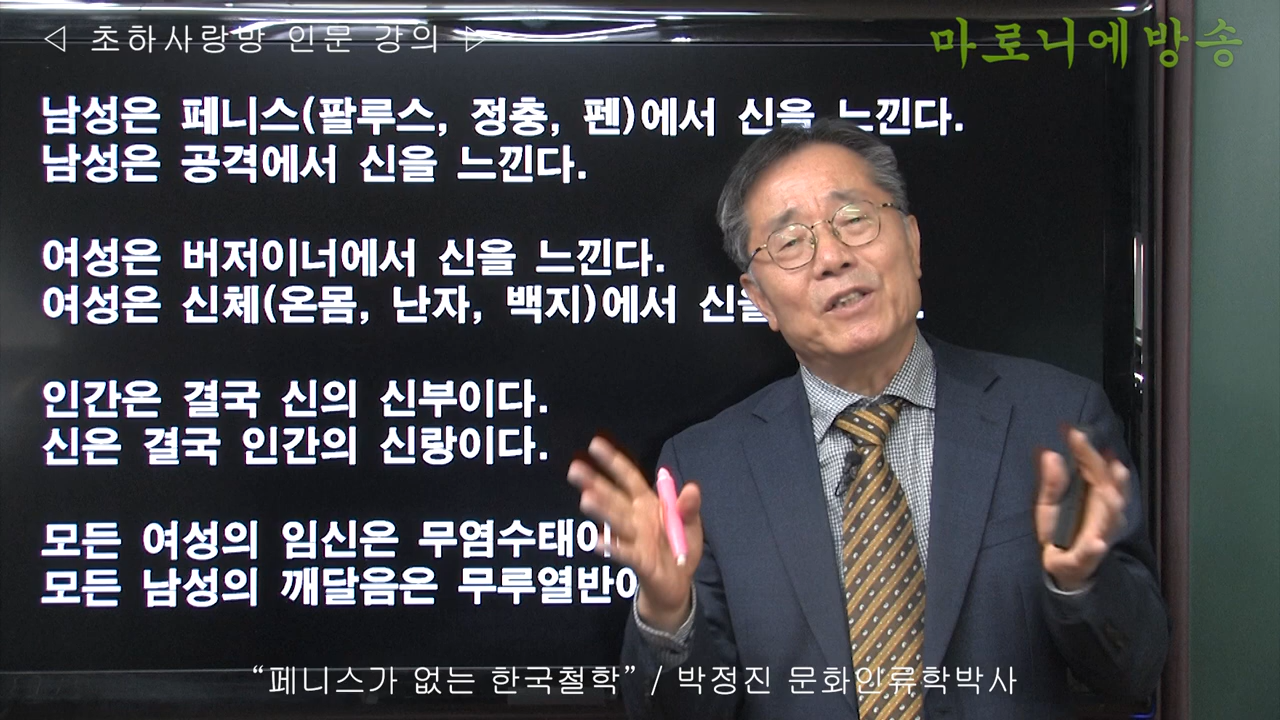 ◁ 초하사랑방 인문 강의 ▷
마로니에방송
남성은 페니스(팔루스, 정충, 펜)에서 신을 느낀다.
남성은 공격에서 신을 느낀다.
여성은 버저이너에서 신을 느낀다.
여성은 신체(온몸, 난자, 백지)에서 신을
인간은 결국 신의 신부이다.
신은 결국 인간의 신랑이다.
모든 여성의 임신은 무염수태이
모든 남성의 깨달음은 무루열반이
“페니스가 없는 한국철학” / 박정진 문화인류학박사